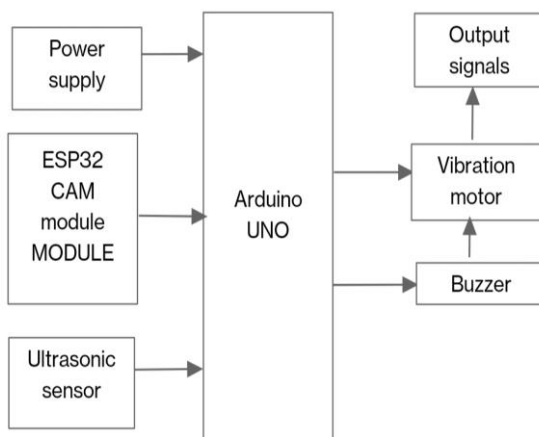 Power
supply
ESP32
CAM
module
MODULE
Ultrasonic
sensor
Arduino
UNO
Output
signals
Vibration
motor
Buzzer